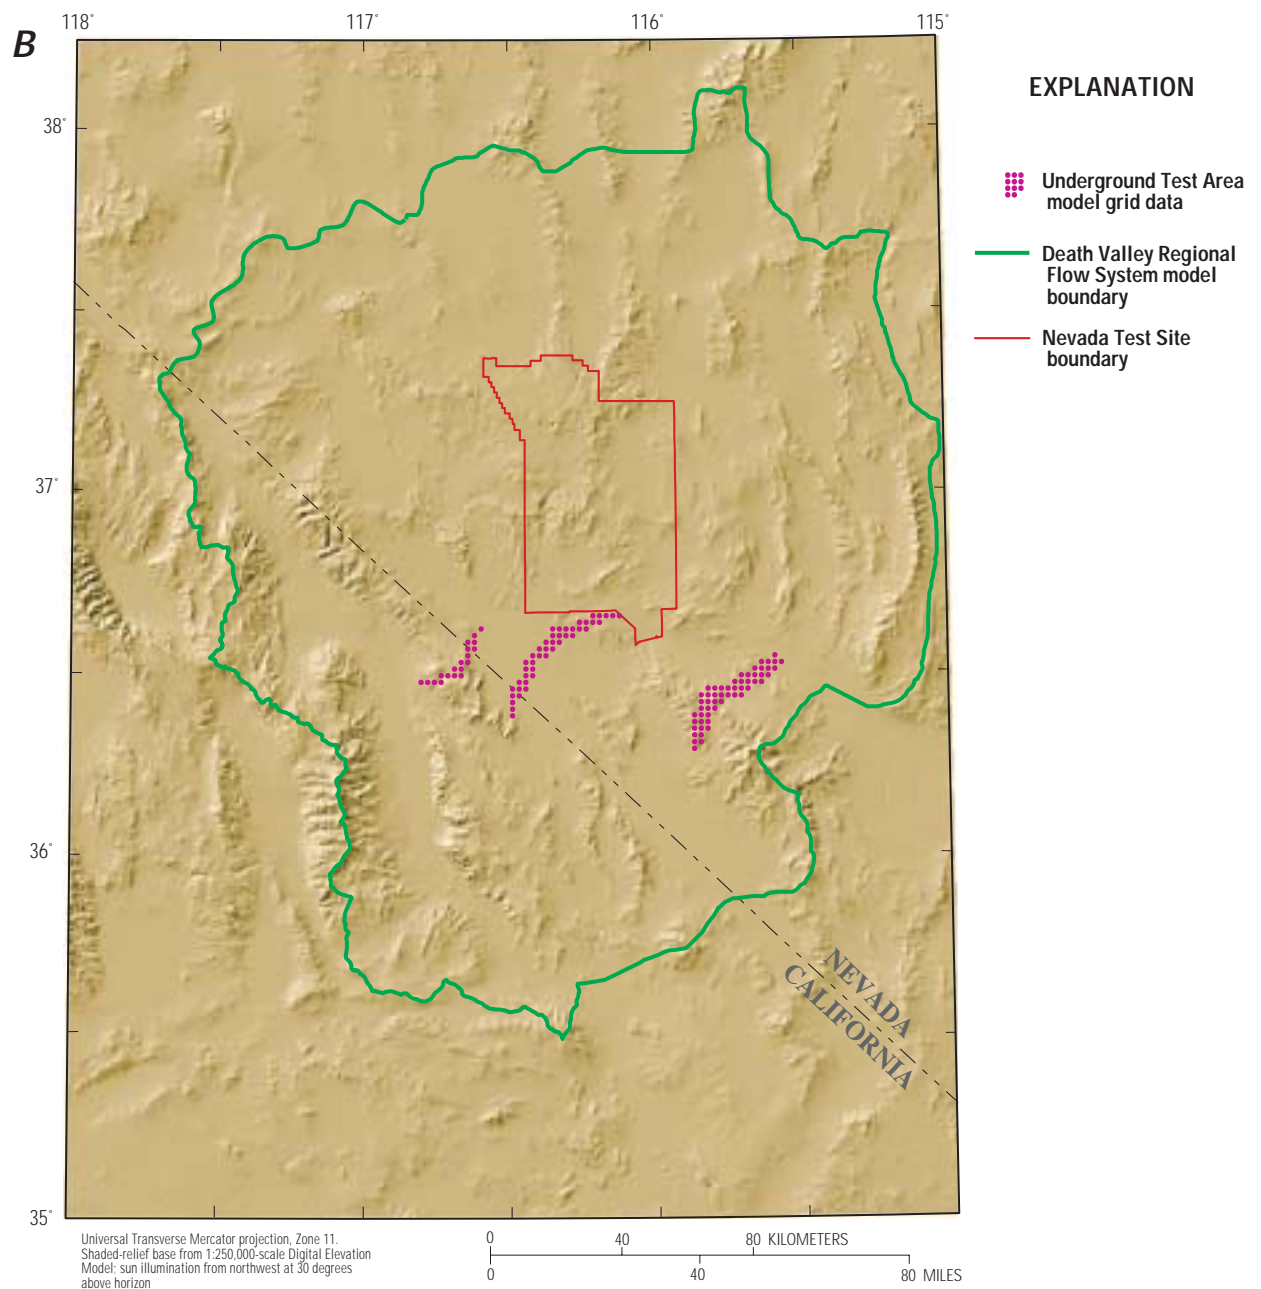 B
118°
117°
116°
115°
38°
37°
36°
35°
EXPLANATION
Underground Test Area
model grid data
Death Valley Regional
Flow System model
boundary
Nevada Test Site
boundary
NEVADA
CALIFORNIA
Universal Transverse Mercator projection, Zone 11.
Shaded-relief base from 1:250,000-scale Digital Elevation
Model; sun illumination from northwest at 30 degrees
above horizon
0 40 80 KILOMETERS
0 40 80 MILES